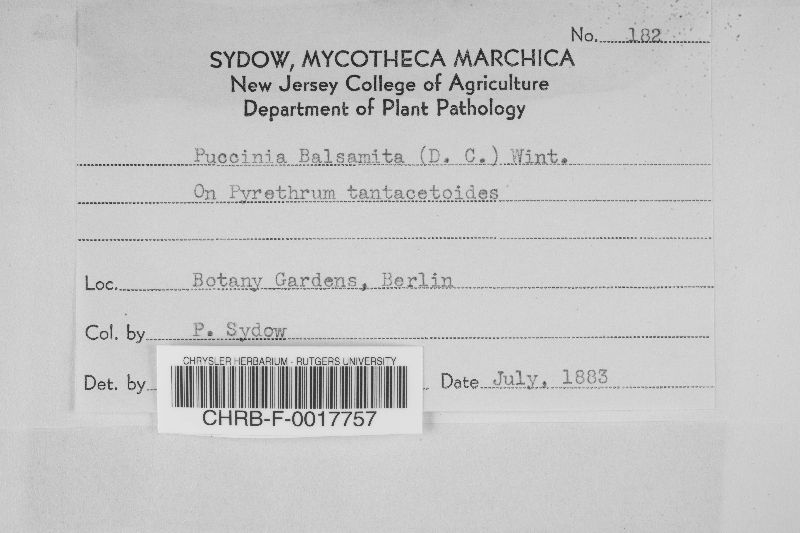 No. 182
SYDOW, MYCOTHECA MARCHICA
New Jersey College of Agriculture
Department of Plant Pathology
Puccinia Balsamita (D. C.) Wint.
On Pyrethrum tantacetoides
Loc. Botany Gardens, Berlin
Col. by P. Sydow
Det. by Date July, 1883
CHRYSLER HERBARIUM - RUTGERS UNIVERSITY
CHRB-F-0017757